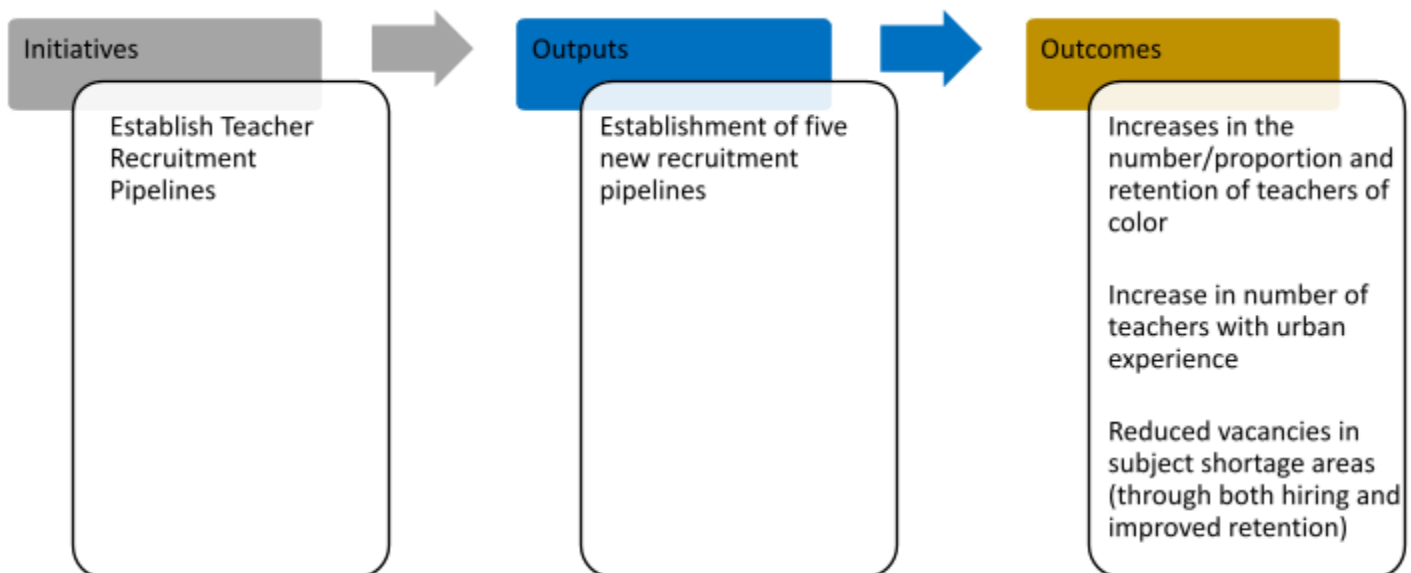 Initiatives
Establish Teacher
Recruitment
Pipelines
Outputs
Establishment of five
new recruitment
pipelines
Outcomes
Increases in the
number/proportion and
retention of teachers of
color
Increase in number of
teachers with urban
experience
Reduced vacancies in
subject shortage areas
(through both hiring and
improved retention)